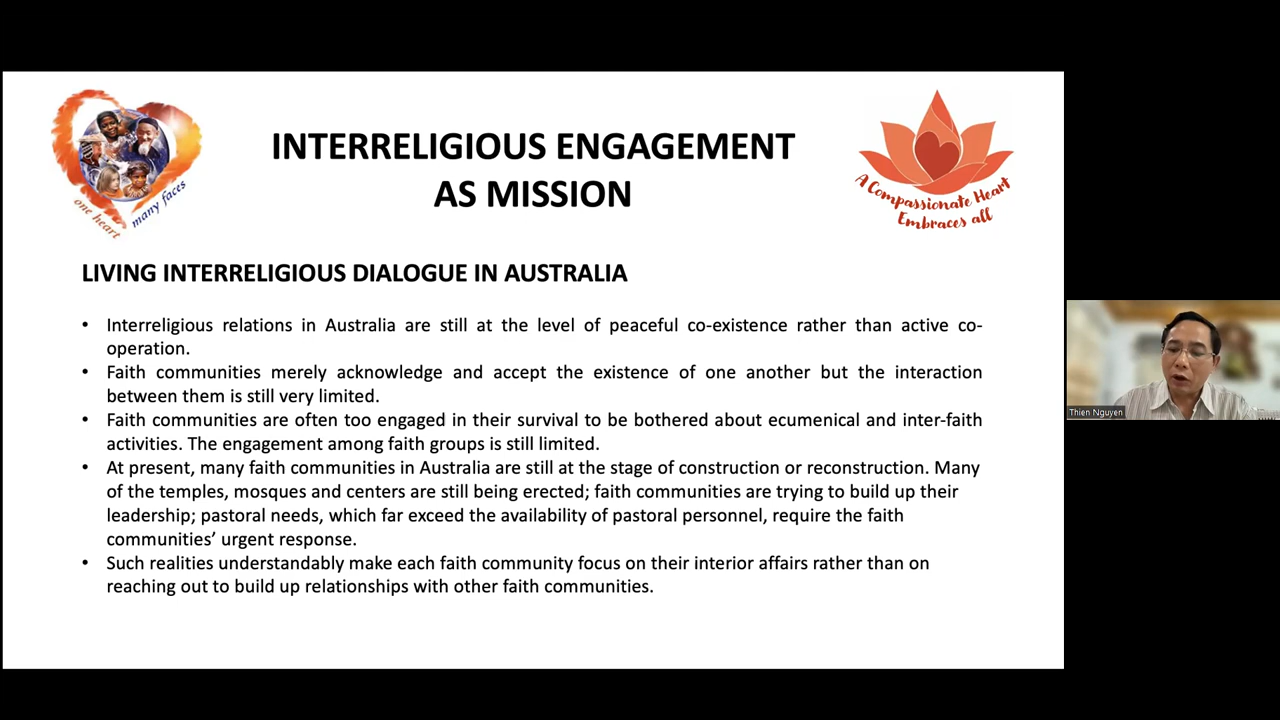 INTERRELIGIOUS ENGAGEMENT
AS MISSION
one heart
many faces
A Compassionate Heart
Embraces all
LIVING INTERRELIGIOUS DIALOGUE IN AUSTRALIA
• Interreligious relations in Australia are still at the level of peaceful co-existence rather than active co-
operation.
• Faith communities merely acknowledge and accept the existence of one another but the interaction
between them is still very limited.
• Faith communities are often too engaged in their survival to be bothered about ecumenical and inter-faith
activities. The engagement among faith groups is still limited.
• At present, many faith communities in Australia are still at the stage of construction or reconstruction. Many
of the temples, mosques and centers are still being erected; faith communities are trying to build up their
leadership; pastoral needs, which far exceed the availability of pastoral personnel, require the faith
communities’ urgent response.
• Such realities understandably make each faith community focus on their interior affairs rather than on
reaching out to build up relationships with other faith communities.
Thien Nguyen